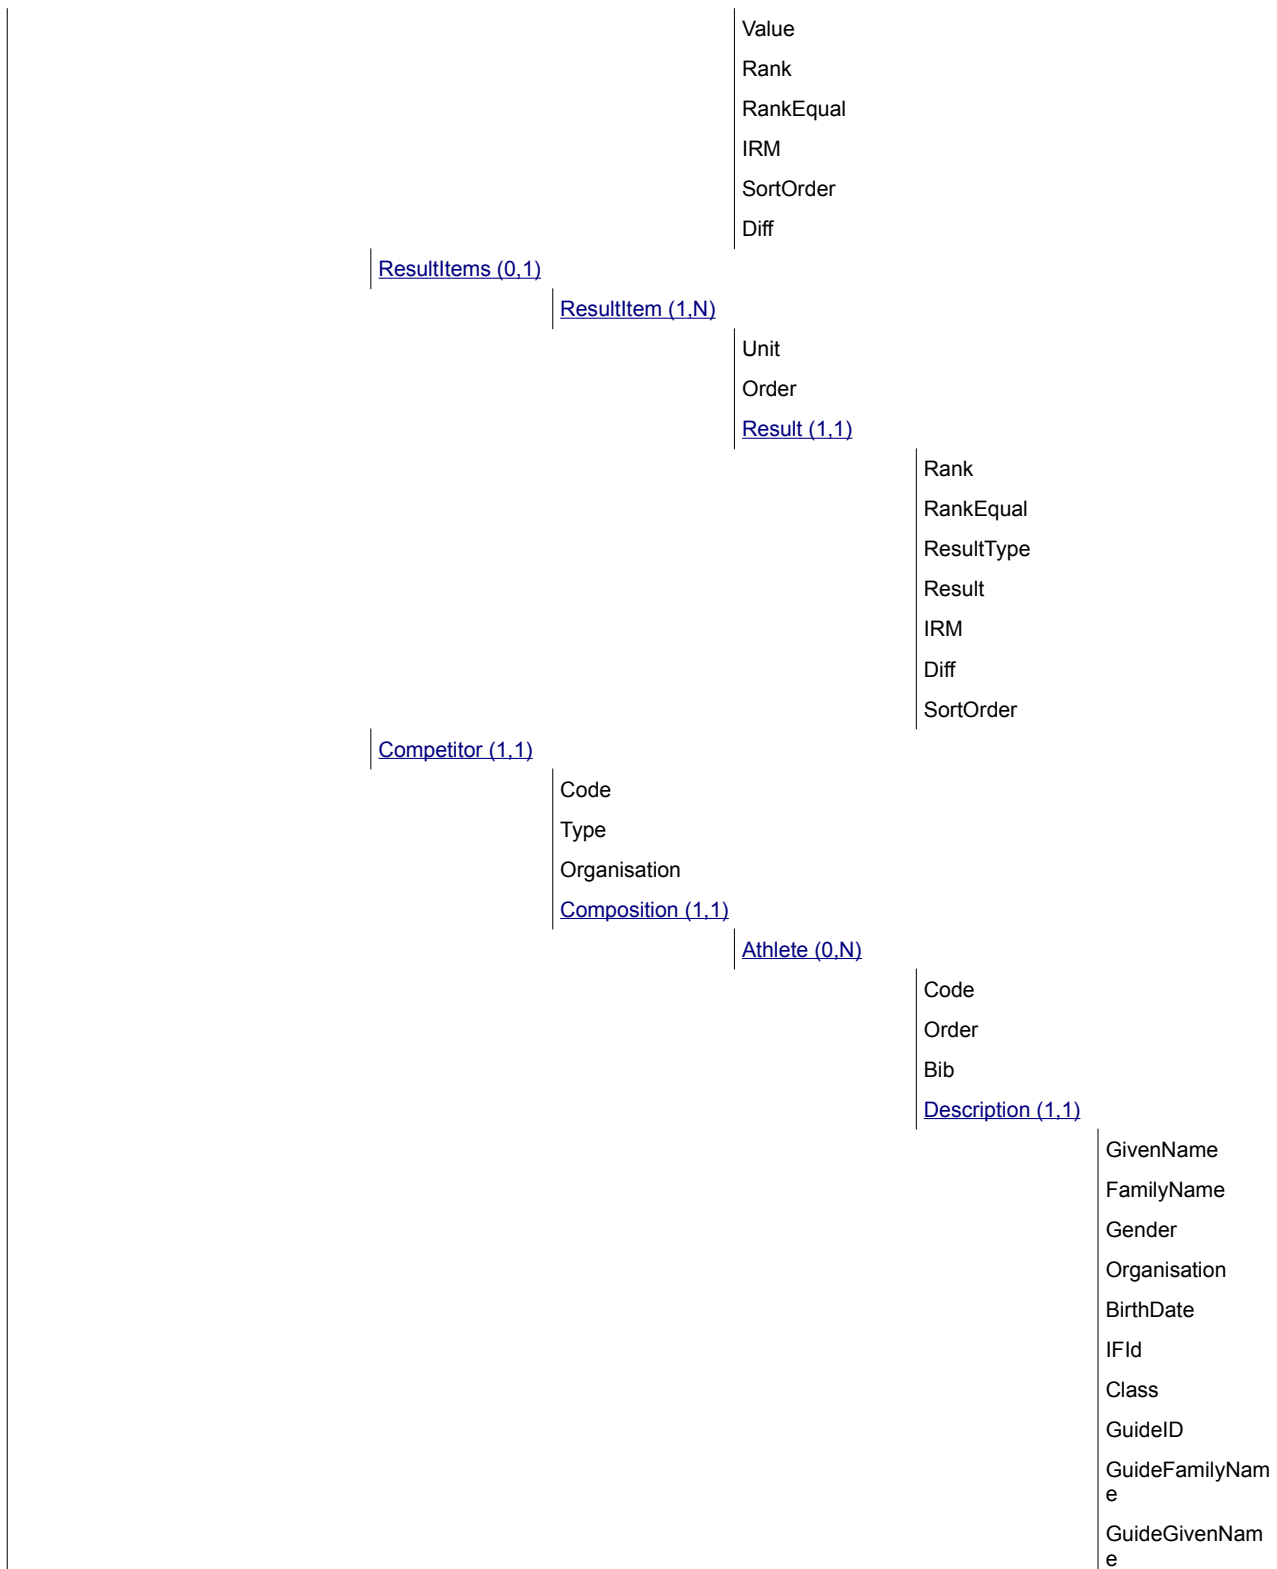 Value
Rank
RankEqual
IRM
SortOrder
Diff
ResultItems (0,1)
ResultItem (1,N)
Unit
Order
Result (1,1)
Rank
RankEqual
ResultType
Result
IRM
Diff
SortOrder
Competitor (1,1)
Code
Type
Organisation
Composition (1,1)
Athlete (0,N)
Code
Order
Bib
Description (1,1)
GivenName
FamilyName
Gender
Organisation
BirthDate
IFId
Class
GuideID
GuideFamilyNam
e
GuideGivenNam
e